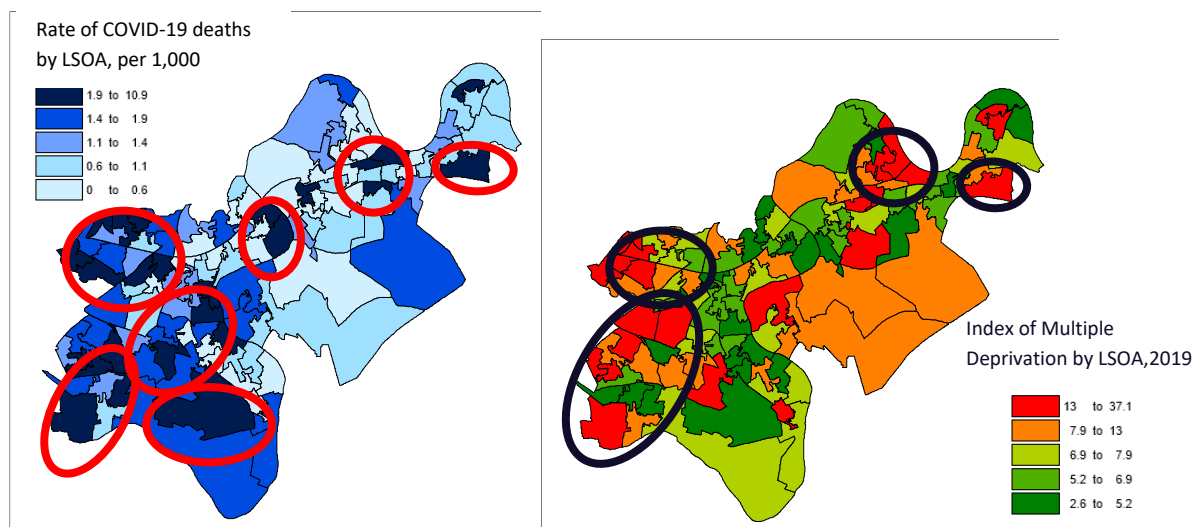 Rate of COVID-19 deaths
by LSOA, per 1,000
1.9 to 10.9
1.4 to 1.9
1.1 to 1.4
0.6 to 1.1
0 to 0.6
Index of Multiple
Deprivation by LSOA,2019
13 to 37.1
7.9 to 13
6.9 to 7.9
5.2 to 6.9
2.6 to 5.2